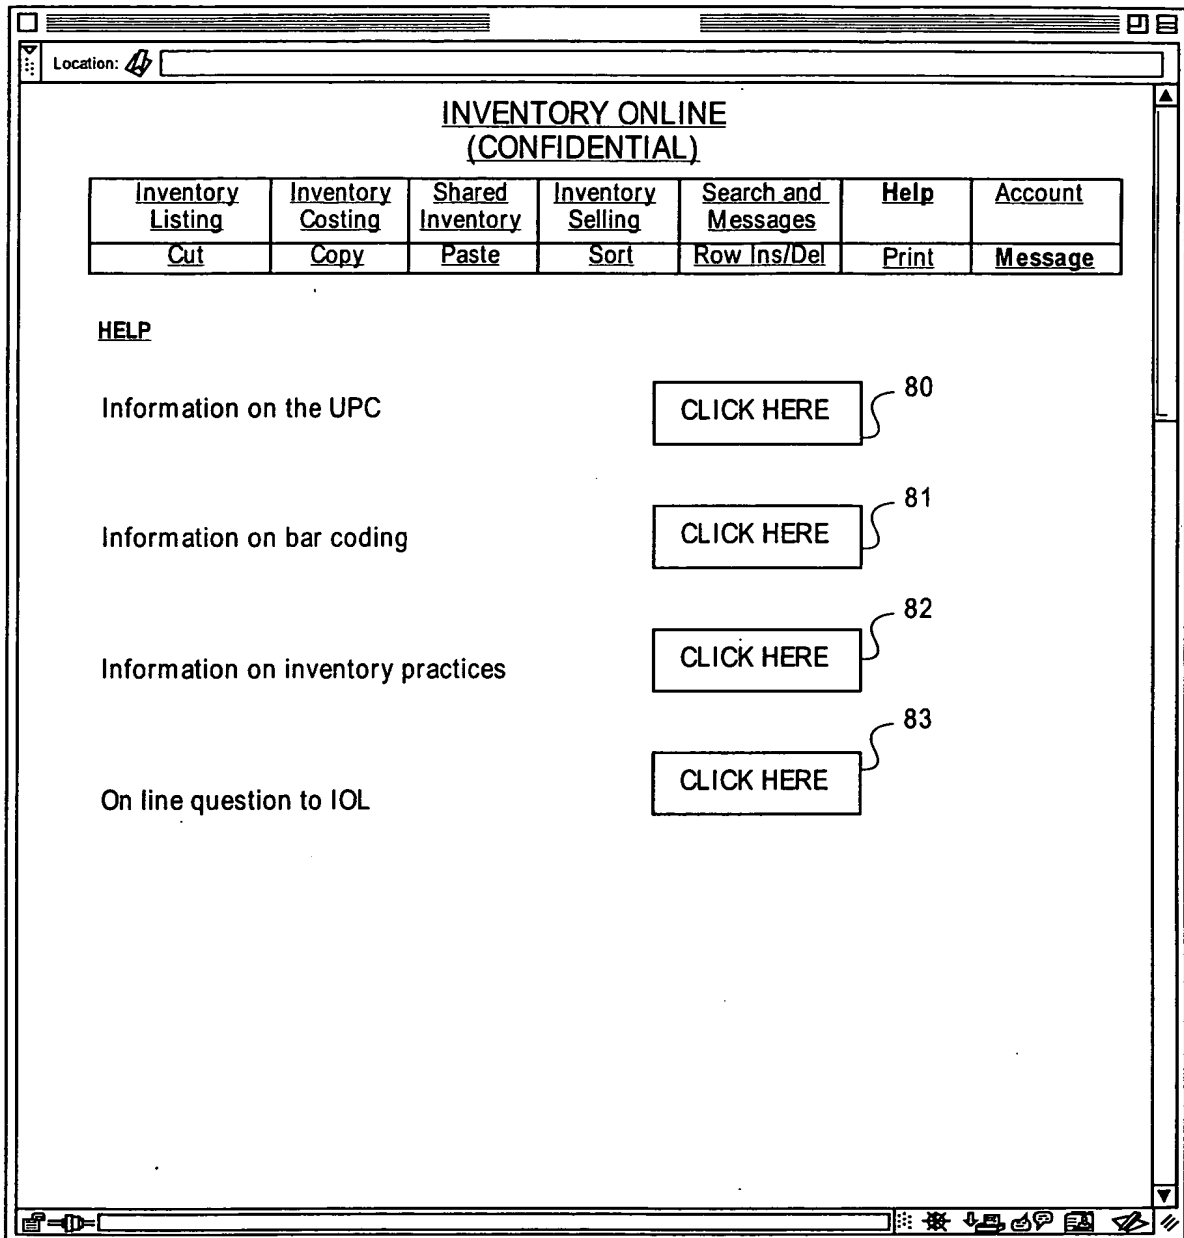 Location:
INVENTORY ONLINE
(CONFIDENTIAL)
Inventory Listing Inventory Costing Shared Inventory Inventory Selling Search and Messages Help Account
Cut Copy Paste Sort Row Ins/Del Print Message
HELP
Information on the UPC CLICK HERE 80
Information on bar coding CLICK HERE 81
Information on inventory practices CLICK HERE 82
On line question to IOL CLICK HERE 83